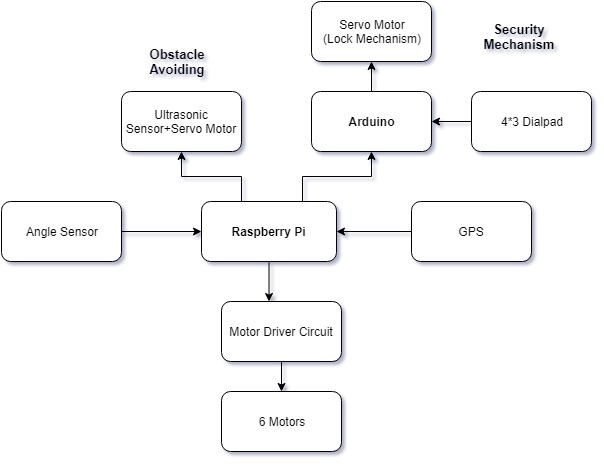 Servo Motor
(Lock Mechanism)
Security
Mechanism
Obstacle
Avoiding
Ultrasonic
Sensor+Servo Motor
Arduino
4*3 Dialpad
Angle Sensor
Raspberry Pi
GPS
Motor Driver Circuit
6 Motors